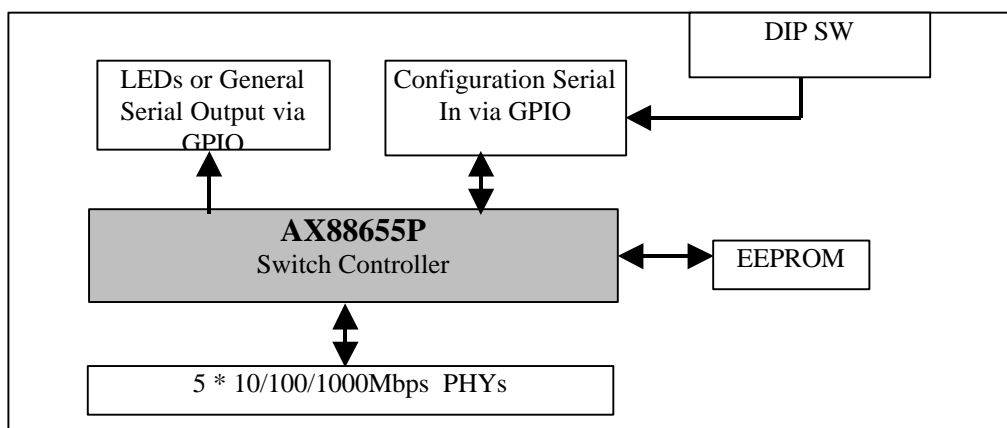 DIP SW
LEDs or General
Serial Output via
GPIO
Configuration Serial
In via GPIO
AX88655P
Switch Controller
EEPROM
5 * 10/100/1000Mbps PHYs